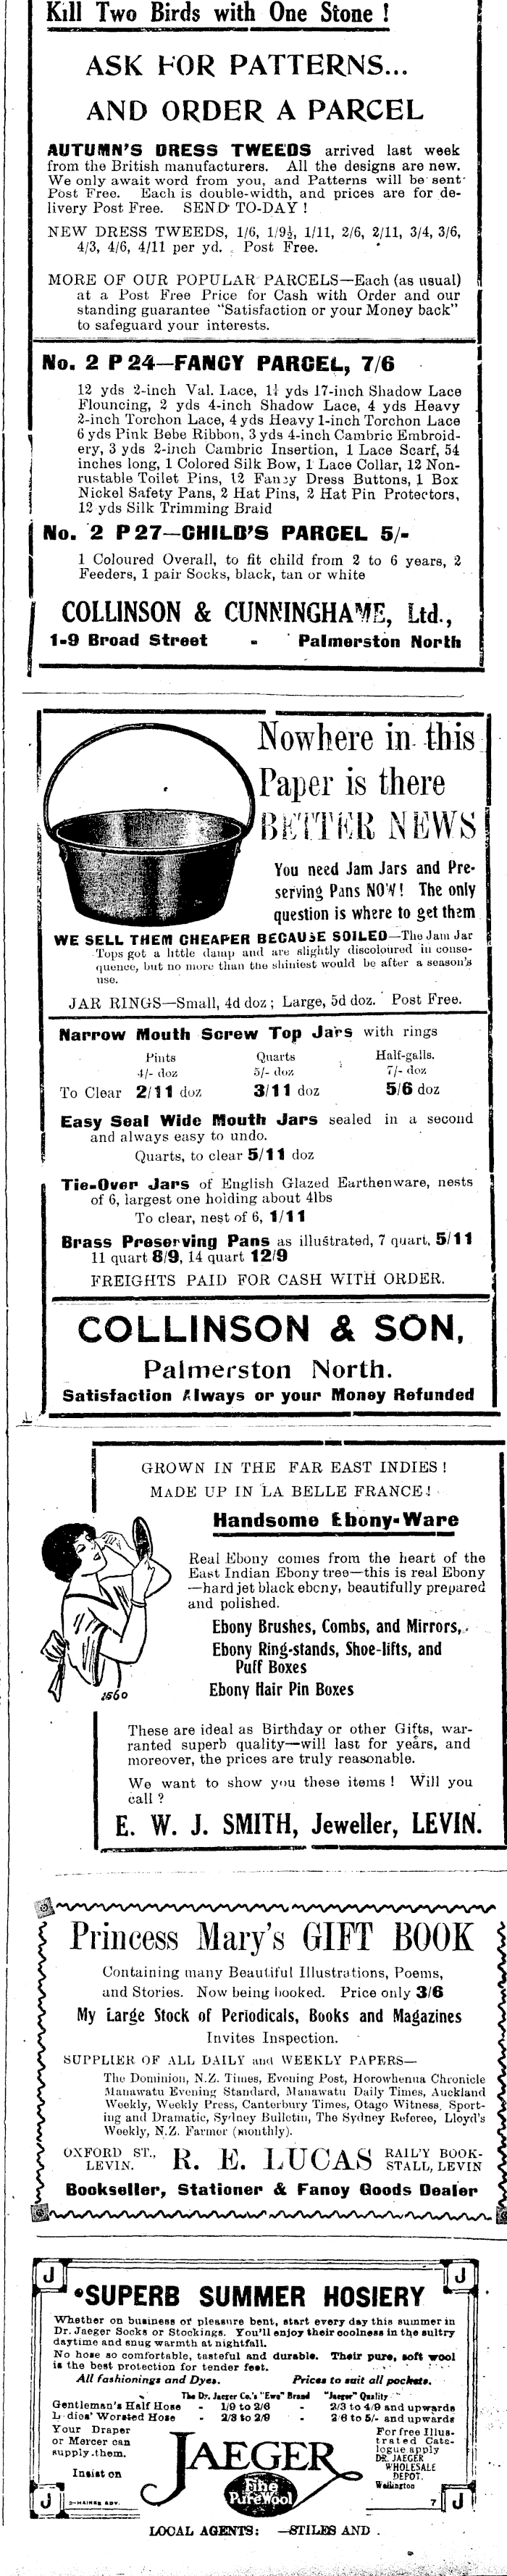 Kill Two Birds with One Stone !
ASK FOR PATTERNS...
AND ORDER A PARCEL
AUTUMN'S DRESS TWEEDS arrived last week
from the British manufacturers. All the designs are new.
We only await word from you, and Patterns will be sent
Post Free. Each is double-width, and prices are for de-
livery Post Free. SEND TO-DAY !
NEW DRESS TWEEDS, 1/6, 1/9½, 1/11, 2/6, 2/11, 3/4, 3/6,
4/3, 4/6, 4/11 per yd. Post Free.
MORE OF OUR POPULAR PARCELS—Each (as usual)
at a Post Free Price for Cash with Order and our
standing guarantee "Satisfaction or your Money back"
to safeguard your interests.
No. 2 P 24—FANCY PARCEL, 7/6
12 yds 2-inch Val. Lace, 1¼ yds 17-inch Shadow Lace
Flouncing, 2 yds 4-inch Shadow Lace, 4 yds Heavy
2-inch Torchon Lace, 4 yds Heavy 1-inch Torchon Lace
6 yds Pink Bebe Ribbon, 3 yds 4-inch Cambric Embroid-
ery, 3 yds 2-inch Cambric Insertion, 1 Lace Scarf, 54
inches long, 1 Colored Silk Bow, 1 Lace Collar, 12 Non-
rustable Toilet Pins, 12 Fancy Dress Buttons, 1 Box
Nickel Safety Pans, 2 Hat Pins, 2 Hat Pin Protectors,
12 yds Silk Trimming Braid
No. 2 P 27—CHILD'S PARCEL 5/-
1 Coloured Overall, to fit child from 2 to 6 years, 2
Feeders, 1 pair Socks, black, tan or white
COLLINSON & CUNNINGHAME, Ltd.,
1-9 Broad Street - Palmerston North
Nowhere in this
Paper is there
BETTER NEWS
You need Jam Jars and Pre-
serving Pans NOW! The only
question is where to get them
WE SELL THEM CHEAPER BECAUSE SOILED—The Jam Jar
Tops got a little damp and are slightly discoloured in conse-
quence, but no more than the shiniest would be after a season's
use.
JAR RINGS—Small, 4d doz ; Large, 5d doz. Post Free.
Narrow Mouth Screw Top Jars with rings
Pints Quarts Half-galls.
4/- doz 5/- doz 7/- doz
To Clear 2/11 doz 3/11 doz 5/6 doz
Easy Seal Wide Mouth Jars sealed in a second
and always easy to undo.
Quarts, to clear 5/11 doz
Tie-Over Jars of English Glazed Earthenware, nests
of 6, largest one holding about 4lbs
To clear, nest of 6, 1/11
Brass Preserving Pans as illustrated, 7 quart, 5/11
11 quart 8/9, 14 quart 12/9
FREIGHTS PAID FOR CASH WITH ORDER.
COLLINSON & SON,
Palmerston North.
Satisfaction Always or your Money Refunded
GROWN IN THE FAR EAST INDIES !
MADE UP IN LA BELLE FRANCE !
Handsome Ebony-Ware
Real Ebony comes from the heart of the
East Indian Ebony tree—this is real Ebony
—hard jet black ebony, beautifully prepared
and polished.
Ebony Brushes, Combs, and Mirrors,
Ebony Ring-stands, Shoe-lifts, and
Puff Boxes
Ebony Hair Pin Boxes
2560
These are ideal as Birthday or other Gifts, war-
ranted superb quality—will last for years, and
moreover, the prices are truly reasonable.
We want to show you these items ! Will you
call ?
E. W. J. SMITH, Jeweller, LEVIN.
Princess Mary's GIFT BOOK
Containing many Beautiful Illustrations, Poems,
and Stories. Now being booked. Price only 3/6
My Large Stock of Periodicals, Books and Magazines
Invites Inspection.
SUPPLIER OF ALL DAILY and WEEKLY PAPERS—
The Dominion, N.Z. Times, Evening Post, Horowhenua Chronicle
Manawatu Evening Standard, Manawatu Daily Times, Auckland
Weekly, Weekly Press, Canterbury Times, Otago Witness, Sport-
ing and Dramatic, Sydney Bulletin, The Sydney Referee, Lloyd's
Weekly, N.Z. Farmer (monthly).
OXFORD ST., LEVIN. R. E. LUCAS RAIL'Y BOOK-STALL, LEVIN
Bookseller, Stationer & Fancy Goods Dealer
J J
SUPERB SUMMER HOSIERY
Whether on business or pleasure bent, start every day this summer in
Dr. Jaeger Socks or Stockings. You'll enjoy their coolness in the sultry
daytime and snug warmth at nightfall.
No hose so comfortable, tasteful and durable. Their pure, soft wool
is the best protection for tender feet.
All fashionings and Dyes. Prices to suit all pockets.
The Dr. Jaeger Co.'s "Ewe" Brand "Jaeger" Quality
Gentleman's Half Hose - 1/9 to 2/6 - 2/3 to 4/9 and upwards
Ladies' Worsted Hose - 2/3 to 2/9 - 2/6 to 5/- and upwards
Your Draper
or Mercer can
supply them.
Insist on
JAEGER
Fine
Pure Wool
For free Illus-
trated Cata-
logue apply
DR. JAEGER
WHOLESALE
DEPOT.
Wellington
J J
7
LOCAL AGENTS: —STILES AND